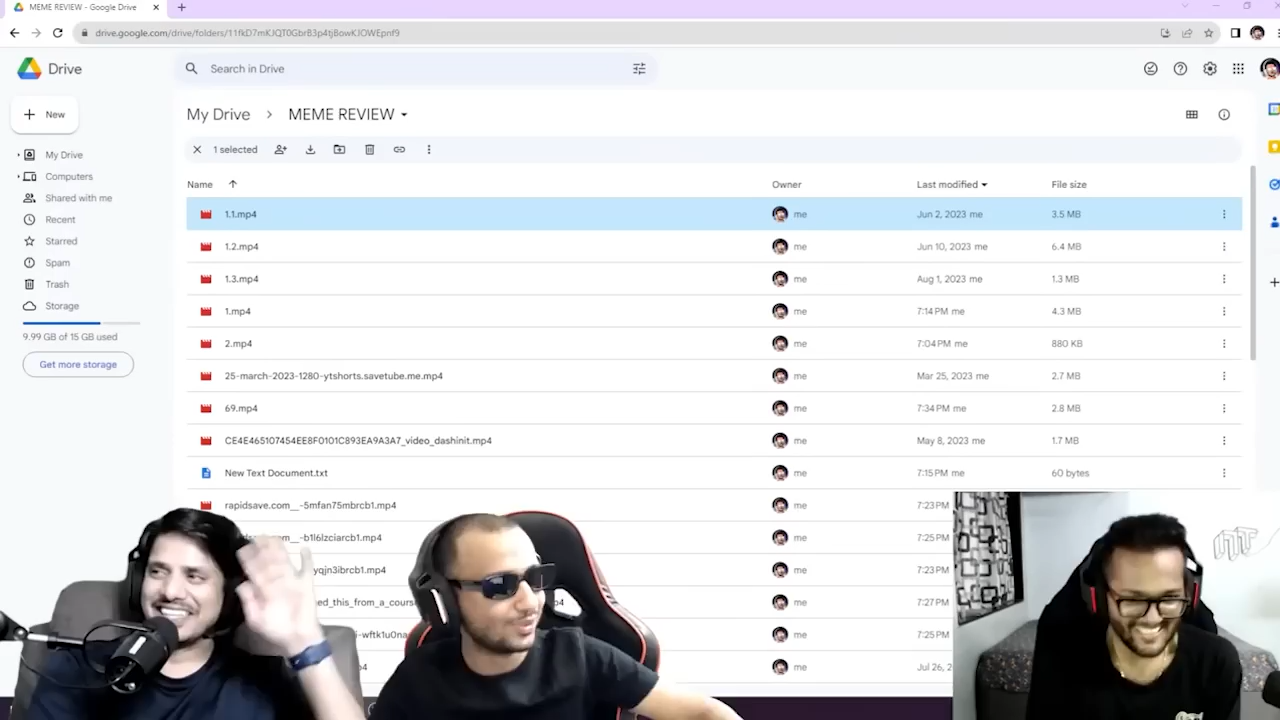 MEME REVIEW - Google Drive
drive.google.com/drive/folders/11fkD7mKJQT0GbrB3p4tjBowKJOWEpnf9
Drive
Search in Drive
New
My Drive
Computers
Shared with me
Recent
Starred
Spam
Trash
Storage
9.99 GB of 15 GB used
Get more storage
My Drive > MEME REVIEW
1 selected
Name Owner Last modified File size
1.1.mp4 me Jun 2, 2023 me 3.5 MB
1.2.mp4 me Jun 10, 2023 me 6.4 MB
1.3.mp4 me Aug 1, 2023 me 1.3 MB
1.mp4 me 7:14 PM me 4.3 MB
2.mp4 me 7:04 PM me 880 KB
25-march-2023-1280-ytshorts.savetube.me.mp4 me Mar 25, 2023 me 2.7 MB
69.mp4 me 7:34 PM me 2.8 MB
CE4E465107454EE8F0101C893EA9A3A7_video_dashinit.mp4 me May 8, 2023 me 1.7 MB
New Text Document.txt me 7:15 PM me 60 bytes
rapidsave.com__-5mfan75mbrcb1.mp4 me 7:23 PM
-b1l6lzciarcb1.mp4 me 7:25 PM
yqjn3ibrcb1.mp4 me 7:23 PM
ed_this_from_a_course me 7:27 PM
-wftk1u0na me 7:25 PM
me Jul 26, 2